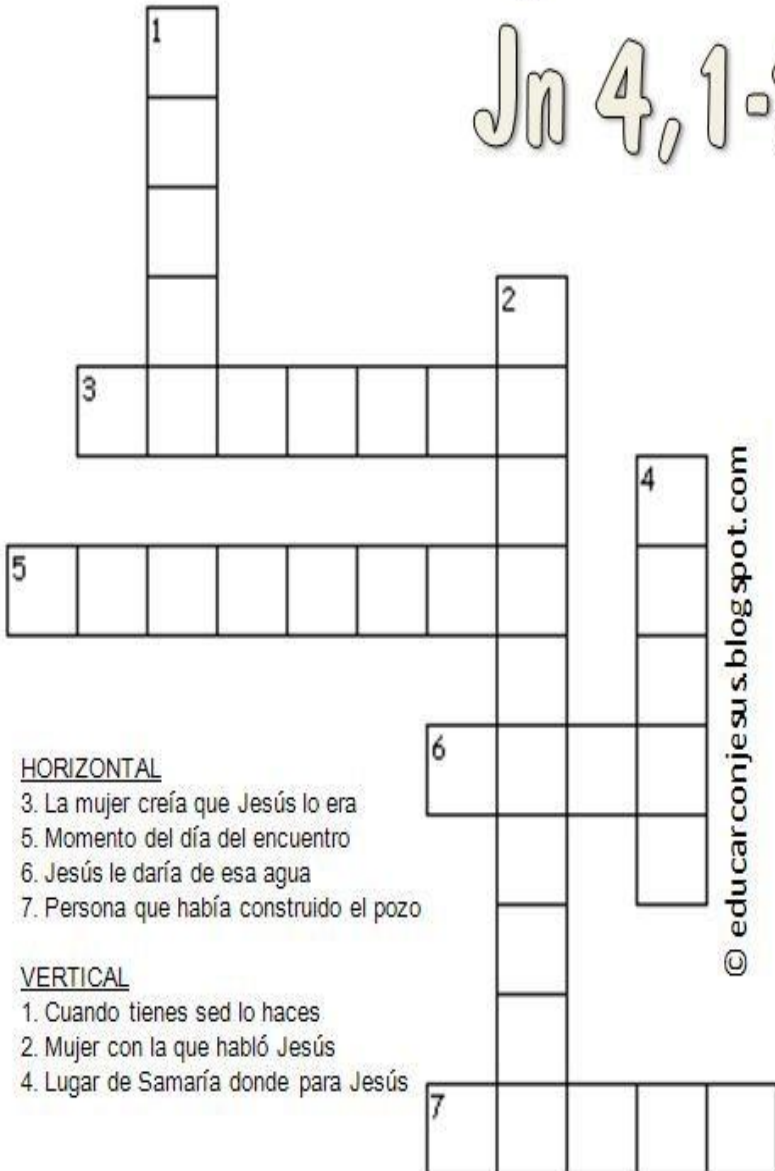 Jn 4, 1-
1
2
3
4
5
6
7
HORIZONTAL
3. La mujer creía que Jesús lo era
5. Momento del día del encuentro
6. Jesús le daría de esa agua
7. Persona que había construido el pozo
VERTICAL
1. Cuando tienes sed lo haces
2. Mujer con la que habló Jesús
4. Lugar de Samaría donde para Jesús
© educarconjesus.blogspot.com